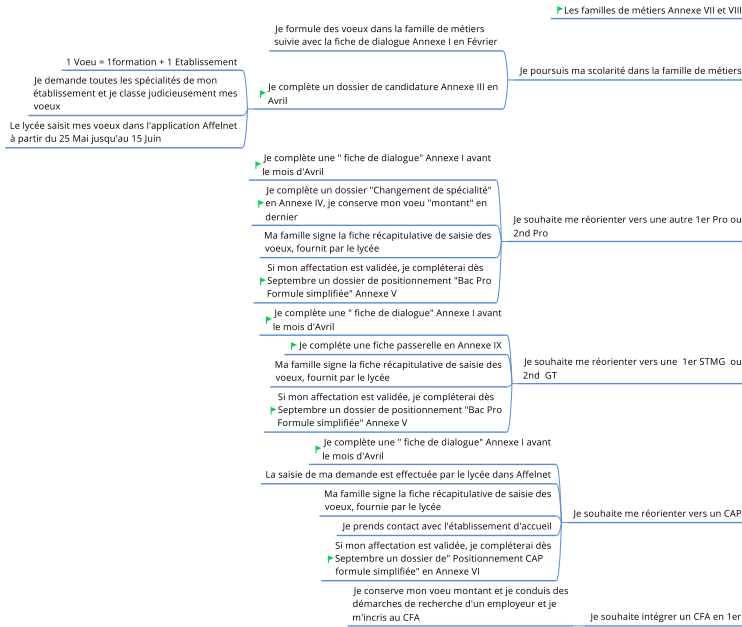 Les familles de métiers Annexe VII et VIII
Je poursuis ma scolarité dans la famille de métiers
Je formule des voeux dans la famille de métiers
suivie avec la fiche de dialogue Annexe I en Février
Je complète un dossier de candidature Annexe III en
Avril
1 Voeu = 1formation + 1 Etablissement
Je demande toutes les spécialités de mon
établissement et je classe judicieusement mes
voeux
Le lycée saisit mes voeux dans l'application Affelnet
à partir du 25 Mai jusqu'au 15 Juin
Je souhaite me réorienter vers une autre 1er Pro ou
2nd Pro
Je complète une " fiche de dialogue" Annexe I avant
le mois d'Avril
Je complète un dossier "Changement de spécialité"
en Annexe IV, je conserve mon voeu "montant" en
dernier
Ma famille signe la fiche récapitulative de saisie des
voeux, fournit par le lycée
Si mon affectation est validée, je compléterai dès
Septembre un dossier de positionnement "Bac Pro
Formule simplifiée" Annexe V
Je souhaite me réorienter vers une  1er STMG  ou
2nd  GT
Je complète une " fiche de dialogue" Annexe I avant
le mois d'Avril
Je compléte une fiche passerelle en Annexe IX
Ma famille signe la fiche récapitulative de saisie des
voeux, fournit par le lycée
Si mon affectation est validée, je compléterai dès
Septembre un dossier de positionnement "Bac Pro
Formule simplifiée" Annexe V
Je souhaite me réorienter vers un CAP
Je complète une " fiche de dialogue" Annexe I avant
le mois d'Avril
La saisie de ma demande est effectuée par le lycée dans Affelnet
Ma famille signe la fiche récapitulative de saisie des
voeux, fournie par le lycée
Je prends contact avec l'établissement d'accueil
Si mon affectation est validée, je compléterai dès
Septembre un dossier de" Positionnement CAP
formule simplifiée" en Annexe VI
Je souhaite intégrer un CFA en 1er
Je conserve mon voeu montant et je conduis des
démarches de recherche d'un employeur et je
m'incris au CFA